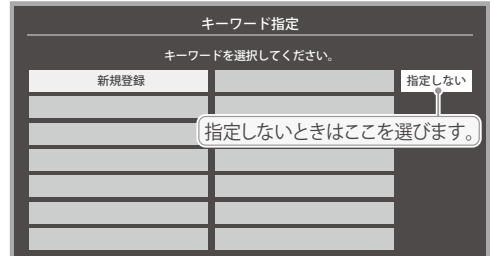 キーワード指定
キーワードを選択してください。
新規登録
指定しない
指定しないときはここを選びます。